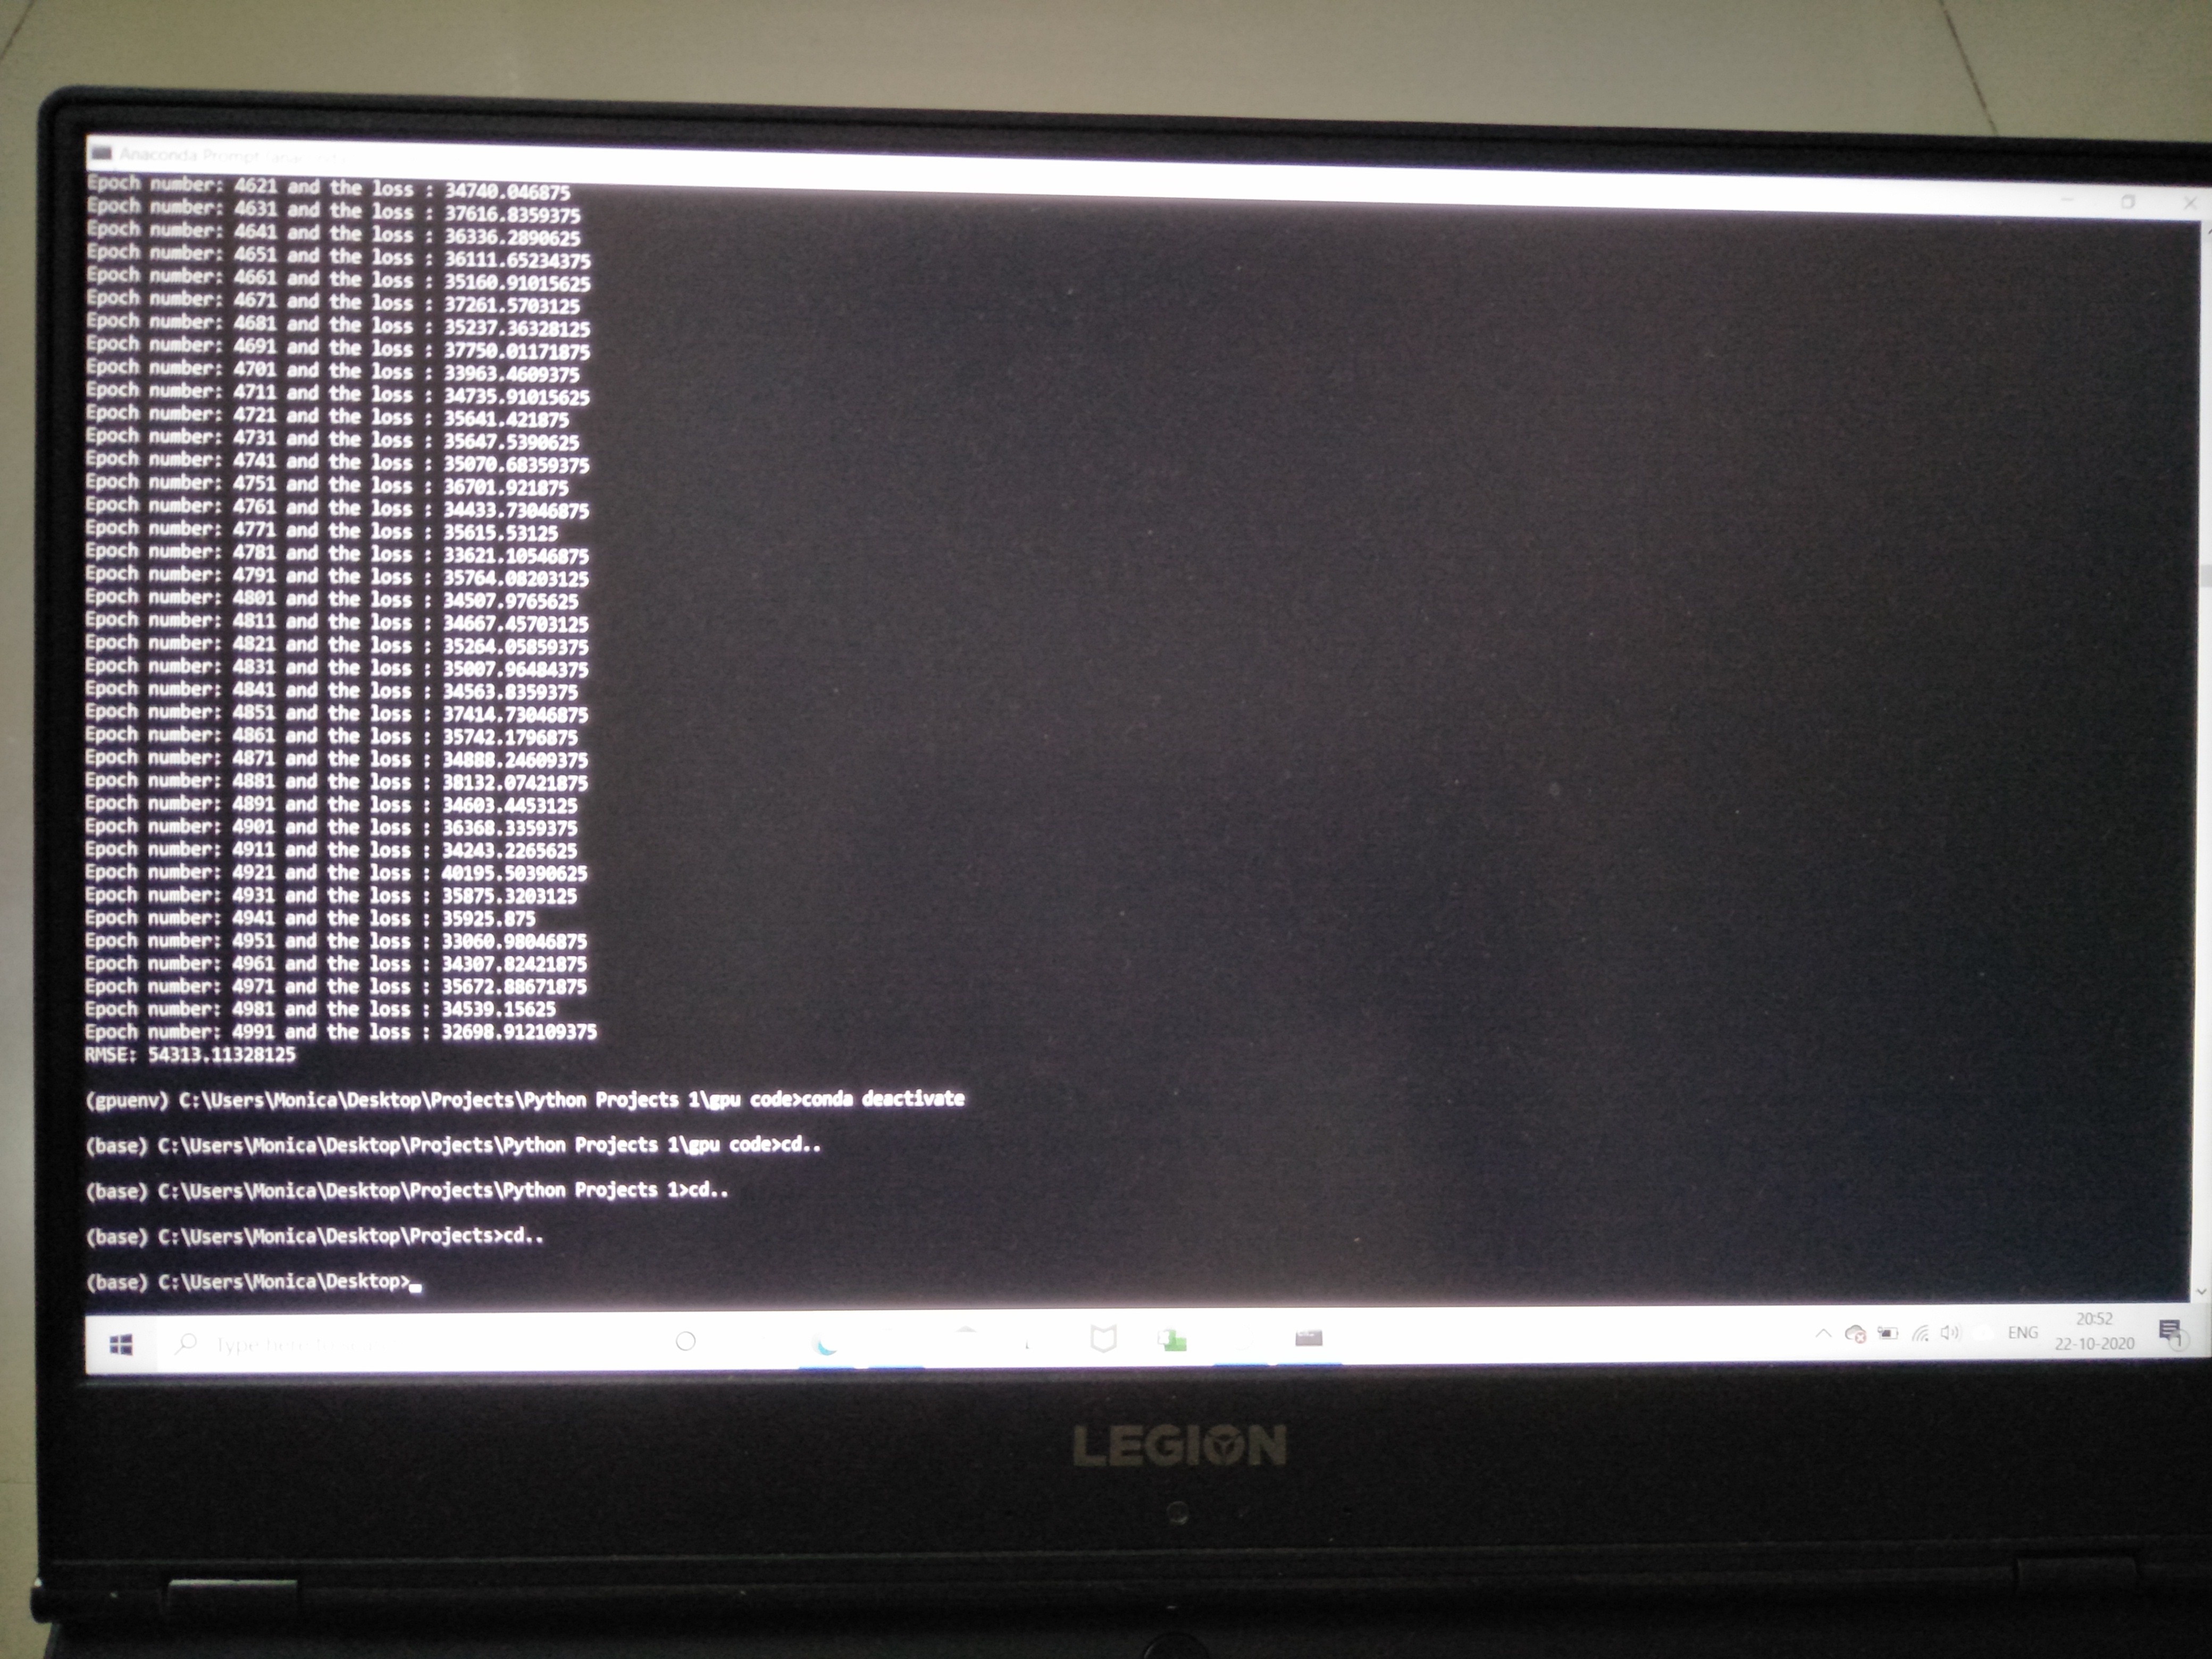 Anaconda Prompt
Epoch number: 4621 and the loss : 34740.046875
Epoch number: 4631 and the loss : 37616.8359375
Epoch number: 4641 and the loss : 36336.2890625
Epoch number: 4651 and the loss : 36111.65234375
Epoch number: 4661 and the loss : 35160.91015625
Epoch number: 4671 and the loss : 37261.5703125
Epoch number: 4681 and the loss : 35237.36328125
Epoch number: 4691 and the loss : 37750.01171875
Epoch number: 4701 and the loss : 33963.4609375
Epoch number: 4711 and the loss : 34735.91015625
Epoch number: 4721 and the loss : 35641.421875
Epoch number: 4731 and the loss : 35647.5390625
Epoch number: 4741 and the loss : 35070.68359375
Epoch number: 4751 and the loss : 36701.921875
Epoch number: 4761 and the loss : 34433.73046875
Epoch number: 4771 and the loss : 35615.53125
Epoch number: 4781 and the loss : 33621.10546875
Epoch number: 4791 and the loss : 35764.08203125
Epoch number: 4801 and the loss : 34507.9765625
Epoch number: 4811 and the loss : 34667.45703125
Epoch number: 4821 and the loss : 35264.05859375
Epoch number: 4831 and the loss : 35007.96484375
Epoch number: 4841 and the loss : 34563.8359375
Epoch number: 4851 and the loss : 37414.73046875
Epoch number: 4861 and the loss : 35742.1796875
Epoch number: 4871 and the loss : 34888.24609375
Epoch number: 4881 and the loss : 38132.07421875
Epoch number: 4891 and the loss : 34603.4453125
Epoch number: 4901 and the loss : 36368.3359375
Epoch number: 4911 and the loss : 34243.2265625
Epoch number: 4921 and the loss : 40195.50390625
Epoch number: 4931 and the loss : 35875.3203125
Epoch number: 4941 and the loss : 35925.875
Epoch number: 4951 and the loss : 33060.98046875
Epoch number: 4961 and the loss : 34307.82421875
Epoch number: 4971 and the loss : 35672.88671875
Epoch number: 4981 and the loss : 34539.15625
Epoch number: 4991 and the loss : 32698.912109375
RMSE: 54313.11328125
(gpuenv) C:\Users\Monica\Desktop\Projects\Python Projects 1\gpu code>conda deactivate
(base) C:\Users\Monica\Desktop\Projects\Python Projects 1\gpu code>cd..
(base) C:\Users\Monica\Desktop\Projects\Python Projects 1>cd..
(base) C:\Users\Monica\Desktop\Projects>cd..
(base) C:\Users\Monica\Desktop>
Type
ENG
20:52
22-10-2020
LEGION